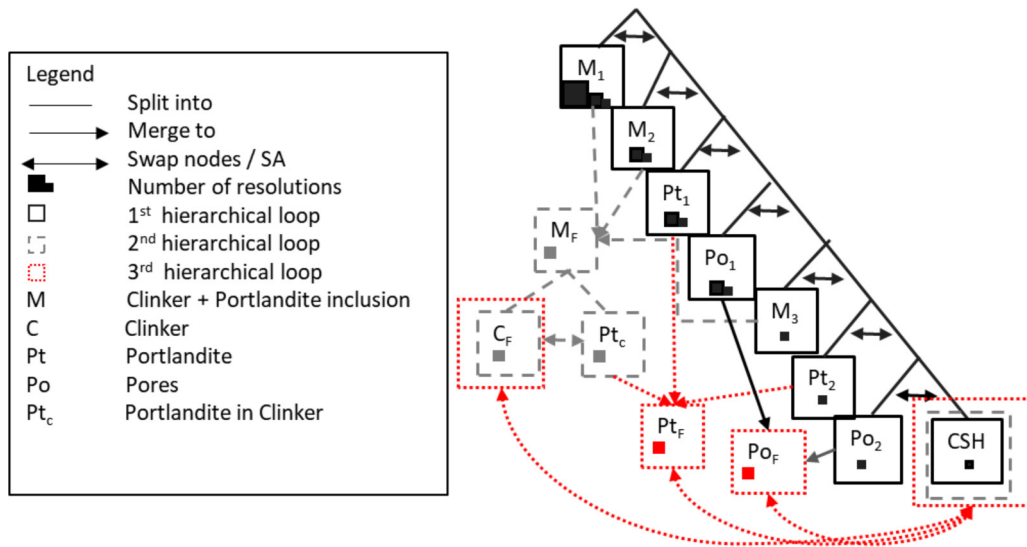 Legend
Split into
Merge to
Swap nodes / SA
Number of resolutions
1st hierarchical loop
2nd hierarchical loop
3rd hierarchical loop
M Clinker + Portlandite inclusion
C Clinker
Pt Portlandite
Po Pores
Ptc Portlandite in Clinker
M1
M2
Pt1
MF
Po1
M3
CF
Ptc
Pt2
PtF
PoF
Po2
CSH